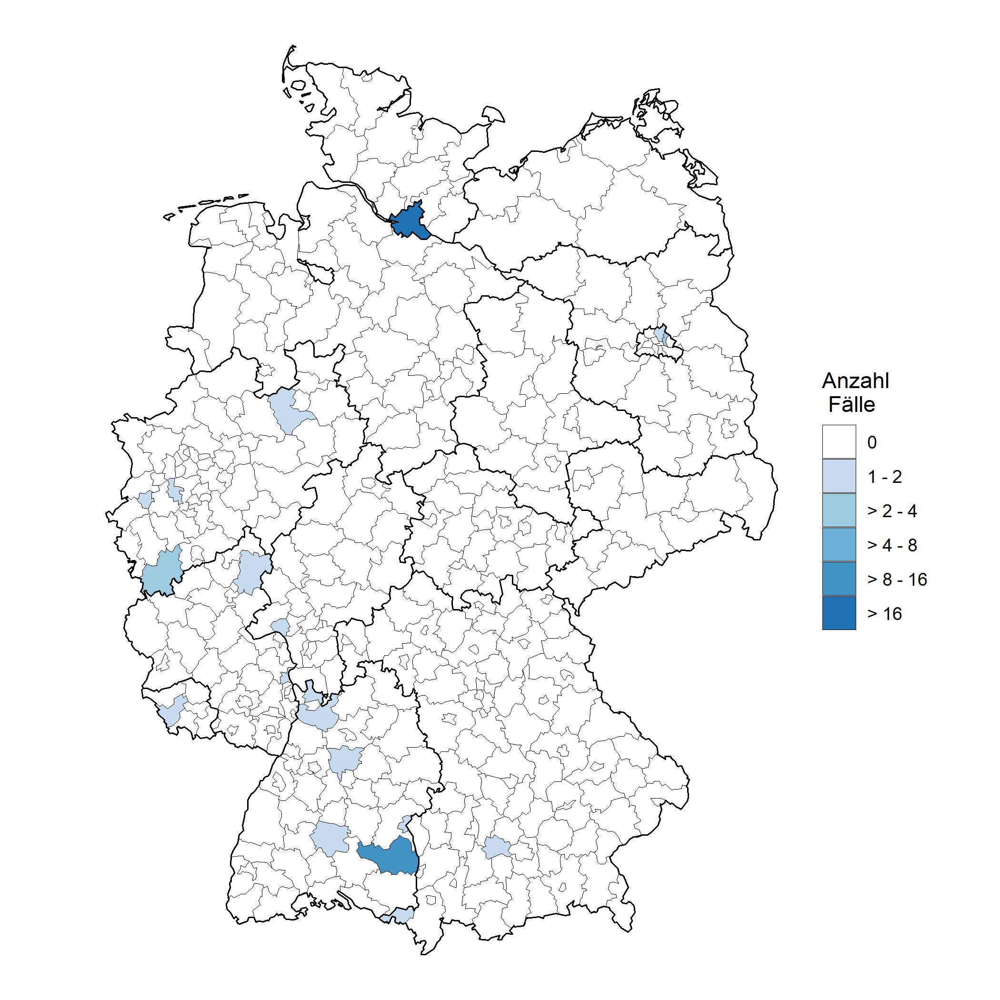 Anzahl
Fälle
0
1 - 2
> 2 - 4
> 4 - 8
> 8 - 16
> 16